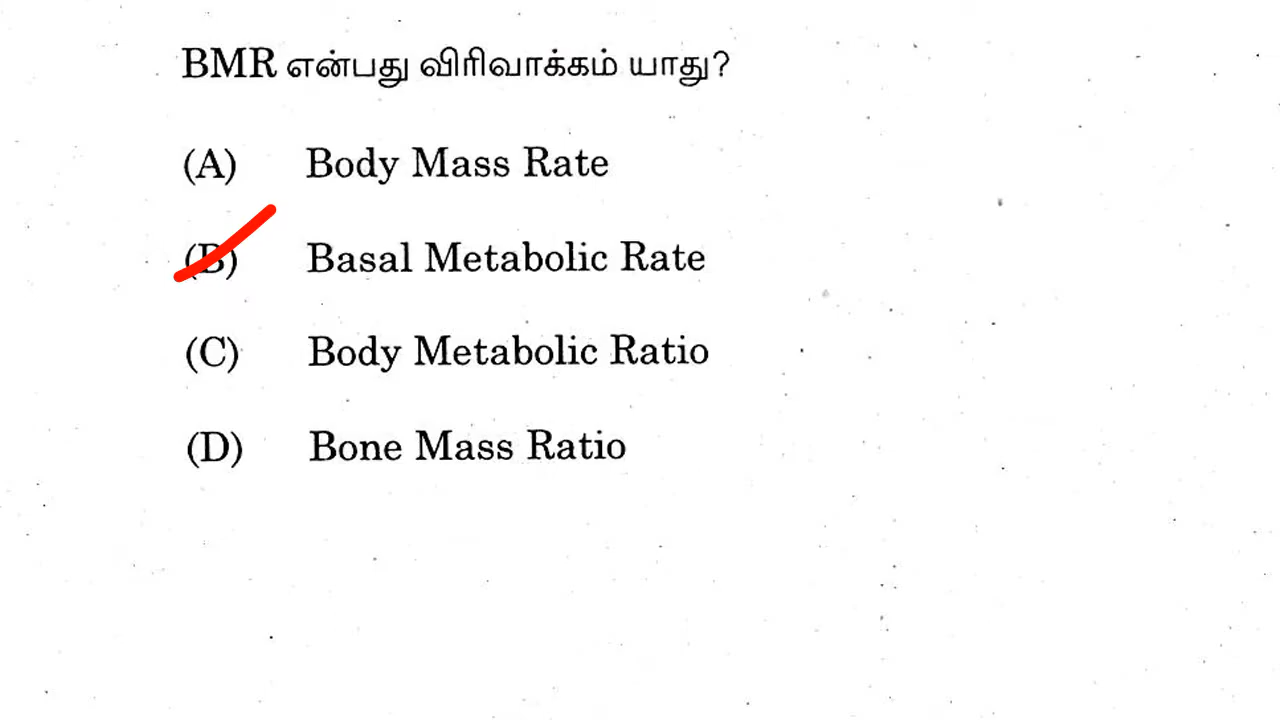 BMR என்பது விரிவாக்கம் யாது?
(A) Body Mass Rate
(B) Basal Metabolic Rate
(C) Body Metabolic Ratio
(D) Bone Mass Ratio